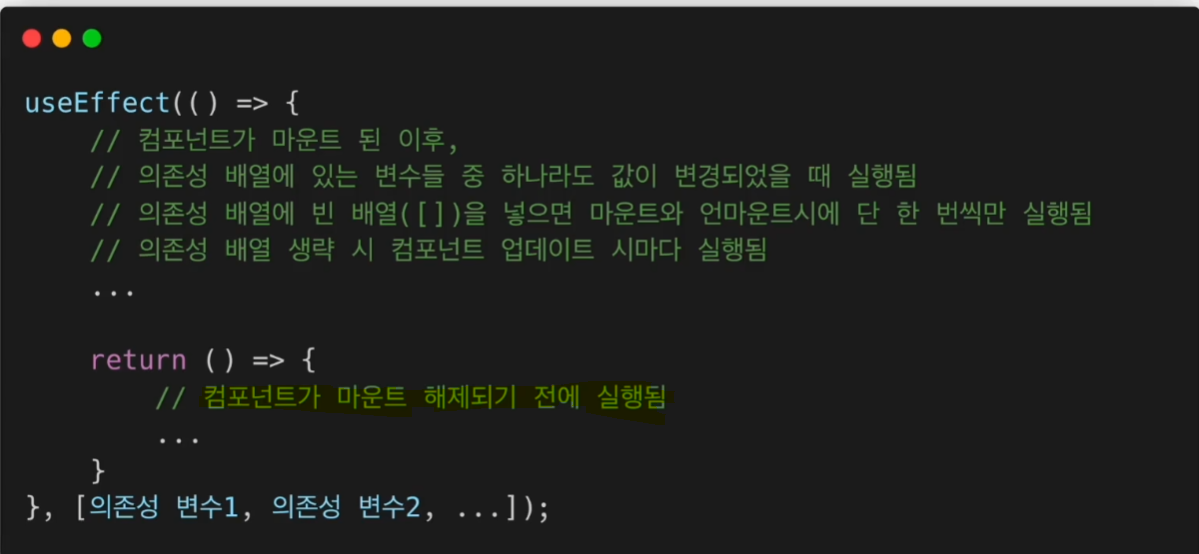 useEffect(() => {
// 컴포넌트가 마운트 된 이후,
// 의존성 배열에 있는 변수들 중 하나라도 값이 변경되었을 때 실행됨
// 의존성 배열에 빈 배열([])을 넣으면 마운트와 언마운트시에 단 한 번씩만 실행됨
// 의존성 배열 생략 시 컴포넌트 업데이트 시마다 실행됨
...
return () => {
// 컴포넌트가 마운트 해제되기 전에 실행됨
...
}
}, [의존성 변수1, 의존성 변수2, ...]);